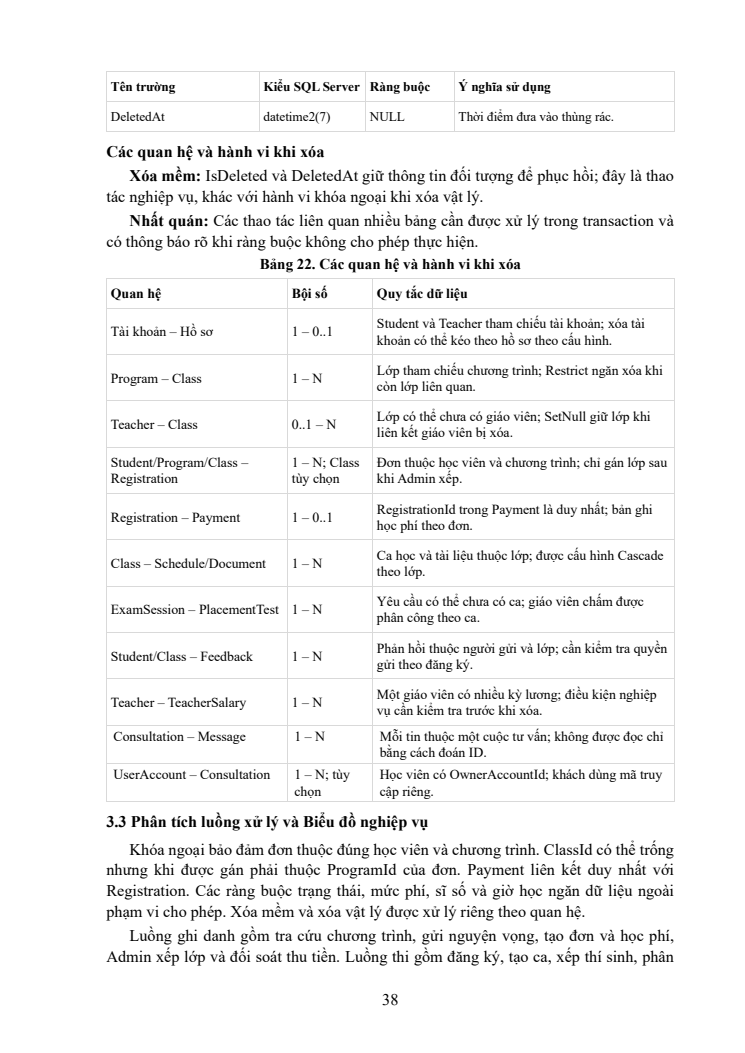 Tên trường Kiểu SQL Server Ràng buộc Ý nghĩa sử dụng
DeletedAt datetime2(7) NULL Thời điểm đưa vào thùng rác.
Các quan hệ và hành vi khi xóa
Xóa mềm: IsDeleted và DeletedAt giữ thông tin đối tượng để phục hồi; đây là thao
tác nghiệp vụ, khác với hành vi khóa ngoại khi xóa vật lý.
Nhất quán: Các thao tác liên quan nhiều bảng cần được xử lý trong transaction và
có thông báo rõ khi ràng buộc không cho phép thực hiện.
Bảng 22. Các quan hệ và hành vi khi xóa
Quan hệ Bội số Quy tắc dữ liệu
Tài khoản – Hồ sơ 1 – 0..1 Student và Teacher tham chiếu tài khoản; xóa tài
khoản có thể kéo theo hồ sơ theo cấu hình.
Program – Class 1 – N Lớp tham chiếu chương trình; Restrict ngăn xóa khi
còn lớp liên quan.
Teacher – Class 0..1 – N Lớp có thể chưa có giáo viên; SetNull giữ lớp khi
liên kết giáo viên bị xóa.
Student/Program/Class – 1 – N; Class Đơn thuộc học viên và chương trình; chỉ gán lớp sau
Registration tùy chọn khi Admin xếp.
Registration – Payment 1 – 0..1 RegistrationId trong Payment là duy nhất; bản ghi
học phí theo đơn.
Class – Schedule/Document 1 – N Ca học và tài liệu thuộc lớp; được cấu hình Cascade
theo lớp.
ExamSession – PlacementTest 1 – N Yêu cầu có thể chưa có ca; giáo viên chấm được
phân công theo ca.
Student/Class – Feedback 1 – N Phản hồi thuộc người gửi và lớp; cần kiểm tra quyền
gửi theo đăng ký.
Teacher – TeacherSalary 1 – N Một giáo viên có nhiều kỳ lương; điều kiện nghiệp
vụ cần kiểm tra trước khi xóa.
Consultation – Message 1 – N Mỗi tin thuộc một cuộc tư vấn; không được đọc chỉ
bằng cách đoán ID.
UserAccount – Consultation 1 – N; tùy Học viên có OwnerAccountId; khách dùng mã truy
chọn cập riêng.
3.3 Phân tích luồng xử lý và Biểu đồ nghiệp vụ
Khóa ngoại bảo đảm đơn thuộc đúng học viên và chương trình. ClassId có thể trống
nhưng khi được gán phải thuộc ProgramId của đơn. Payment liên kết duy nhất với
Registration. Các ràng buộc trạng thái, mức phí, sĩ số và giờ học ngăn dữ liệu ngoài
phạm vi cho phép. Xóa mềm và xóa vật lý được xử lý riêng theo quan hệ.
Luồng ghi danh gồm tra cứu chương trình, gửi nguyện vọng, tạo đơn và học phí,
Admin xếp lớp và đối soát thu tiền. Luồng thi gồm đăng ký, tạo ca, xếp thí sinh, phân
38